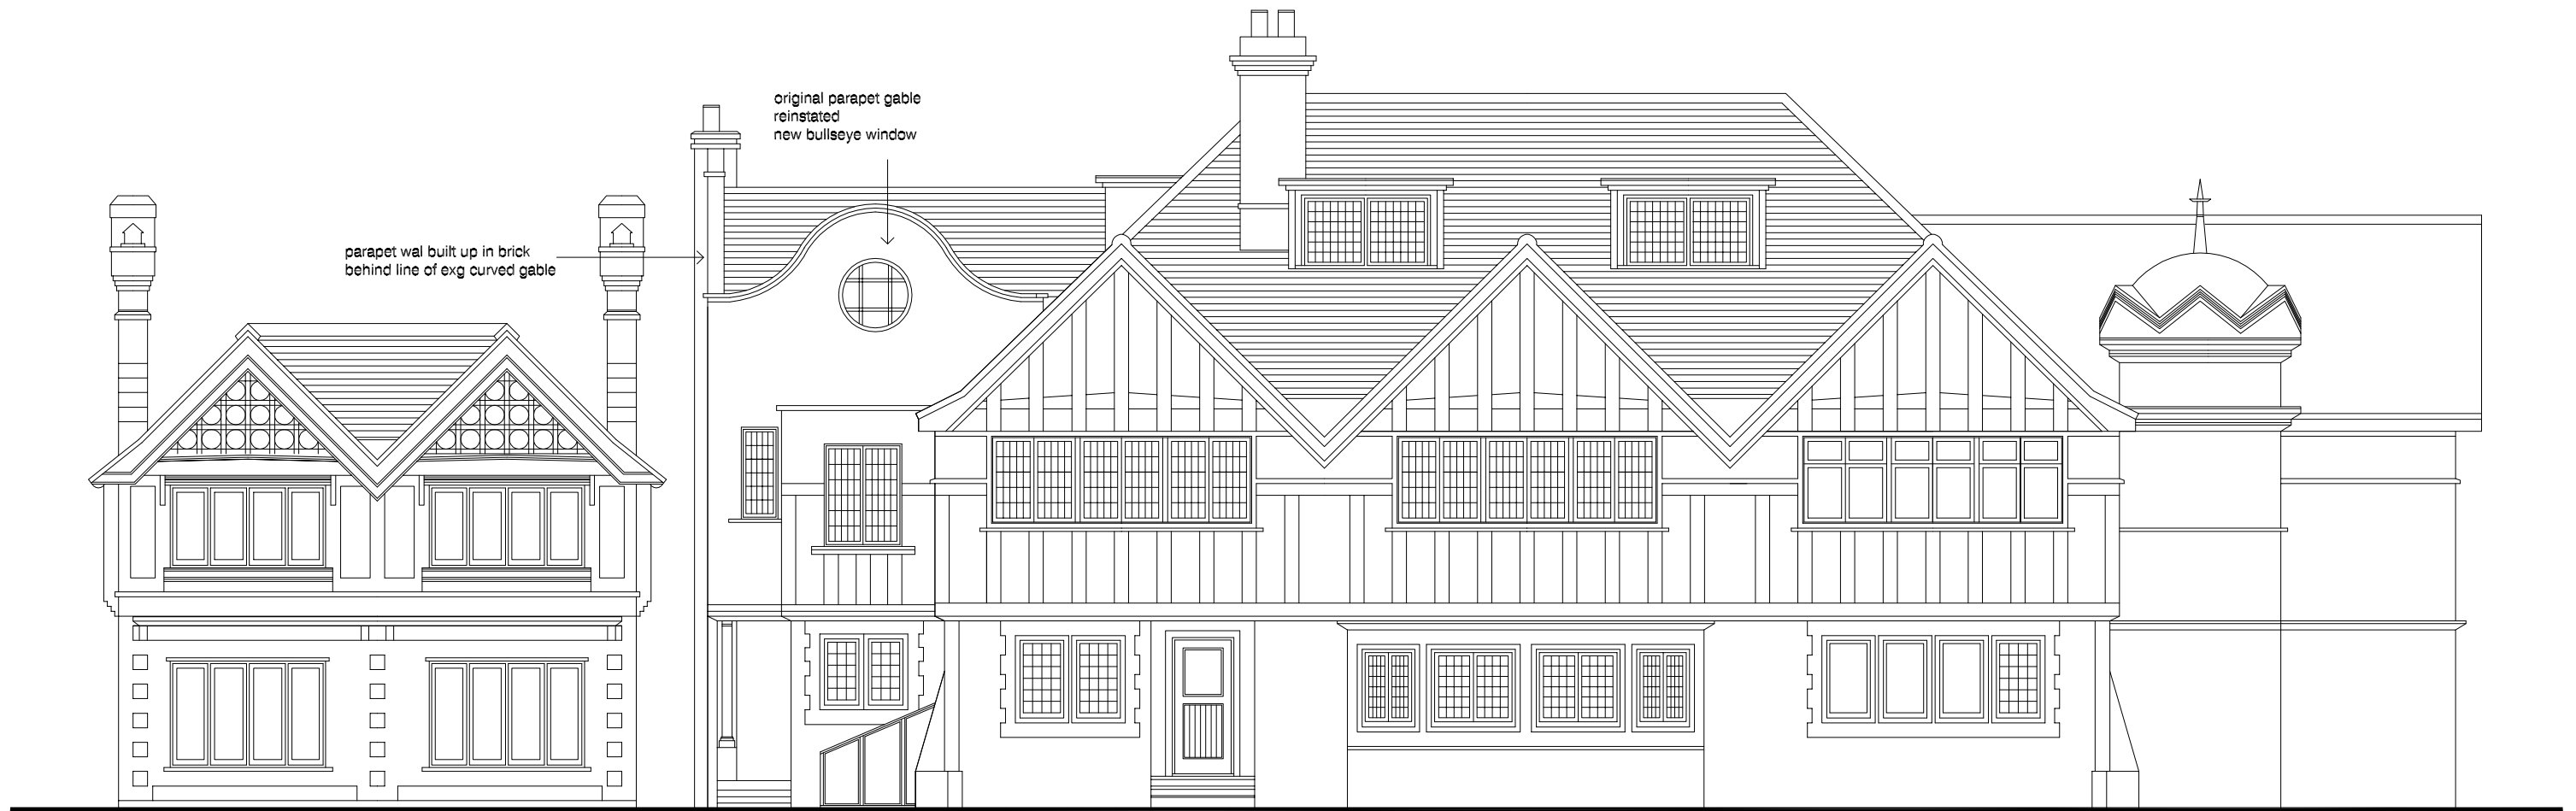 original parapet gable
reinstated
new bullseye window
parapet wal built up in brick
behind line of exg curved gable